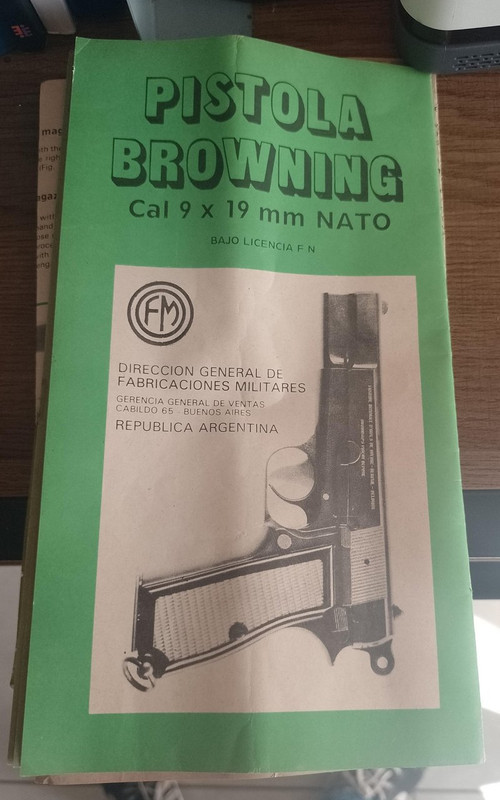 PISTOLA
BROWNING
Cal 9 x 19 mm NATO
BAJO LICENCIA F N
FM
DIRECCION GENERAL DE
FABRICACIONES MILITARES
GERENCIA GENERAL DE VENTAS
CABILDO 65 - BUENOS AIRES
REPUBLICA ARGENTINA